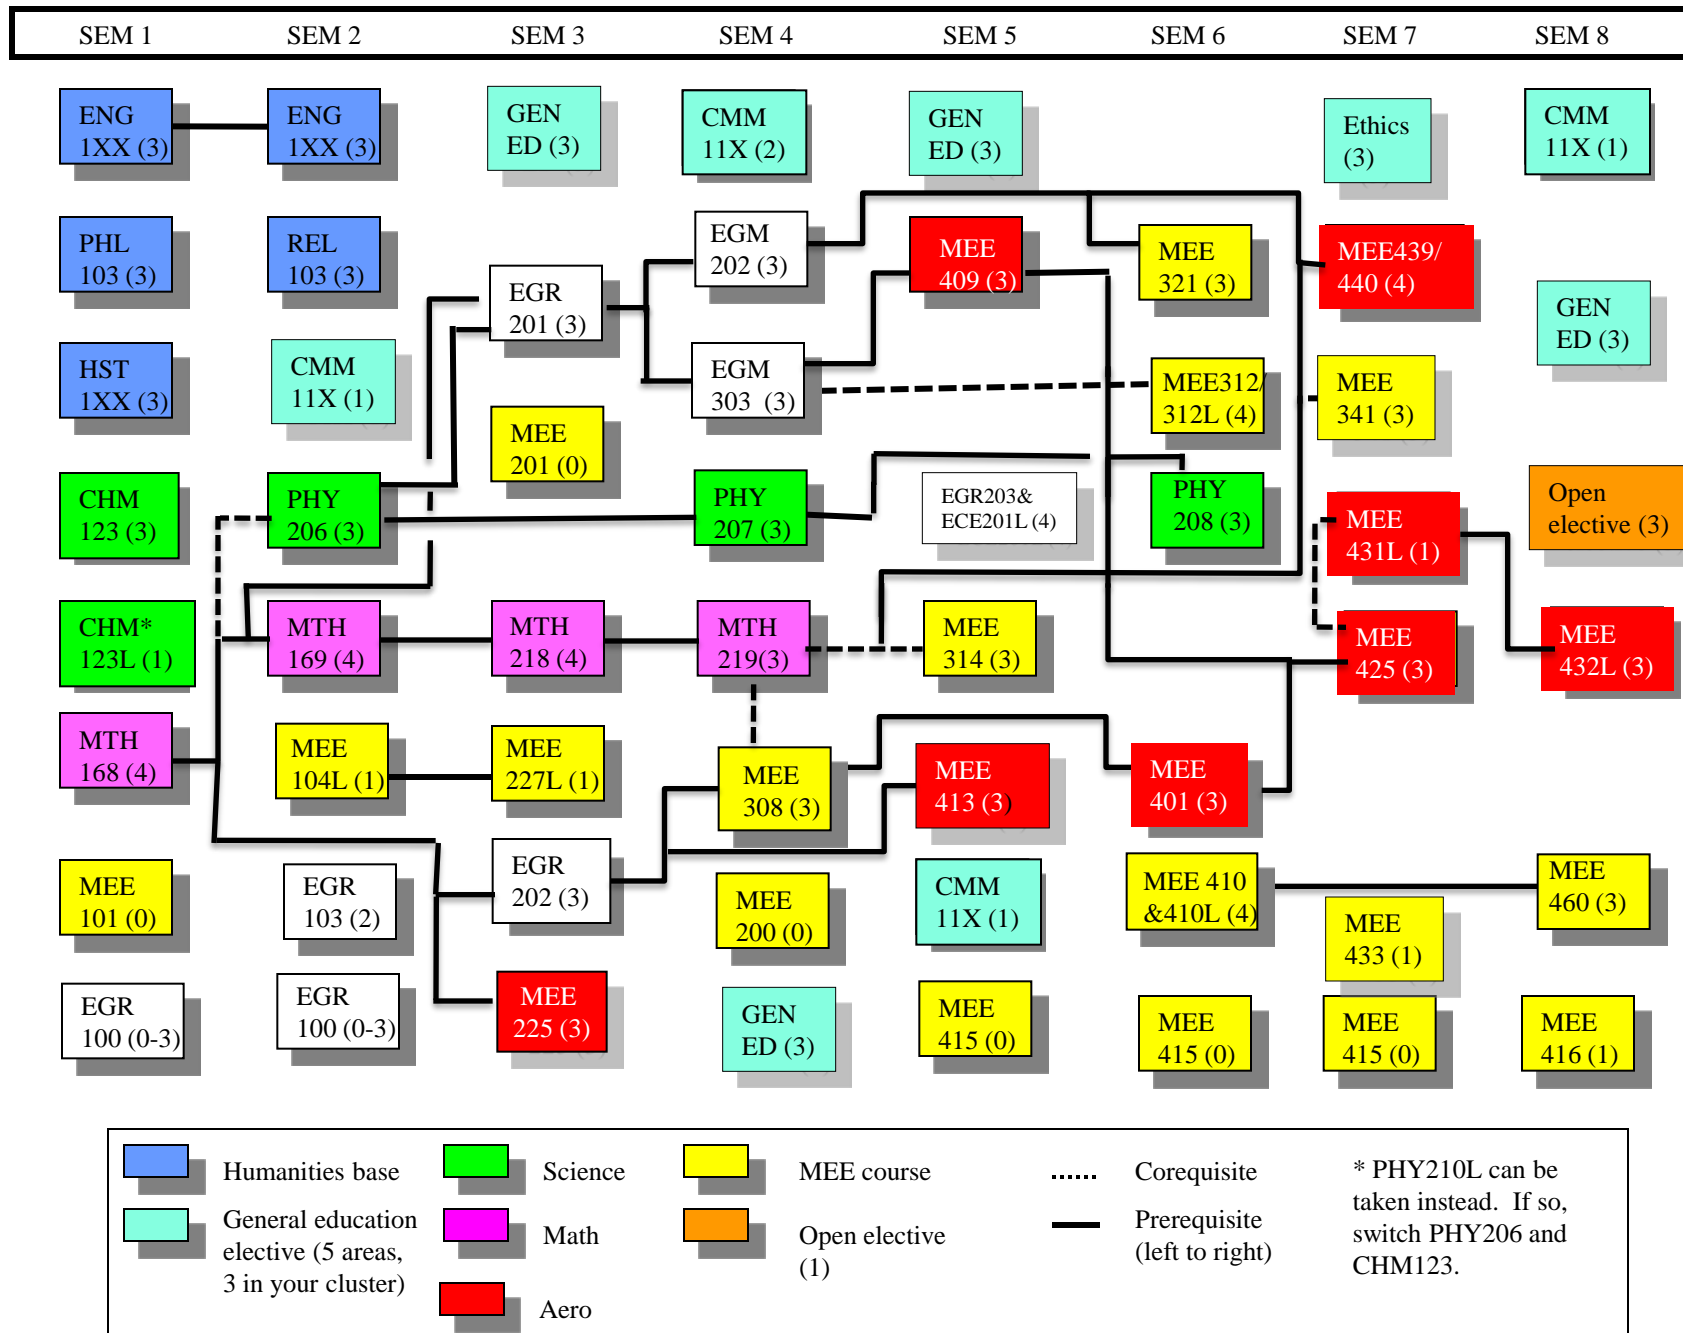 SEM 1 SEM 2 SEM 3 SEM 4 SEM 5 SEM 6 SEM 7 SEM 8
ENG
1XX (3)
PHL
103 (3)
HST
1XX (3)
CHM
123 (3)
CHM*
123L (1)
MTH
168 (4)
MEE
101 (0)
EGR
100 (0-3)
ENG
1XX (3)
REL
103 (3)
CMM
11X (1)
PHY
206 (3)
MTH
169 (4)
MEE
104L (1)
EGR
103 (2)
EGR
100 (0-3)
GEN
ED (3)
EGR
201 (3)
MEE
201 (0)
MTH
218 (4)
MEE
227L (1)
EGR
202 (3)
MEE
225 (3)
CMM
11X (2)
EGM
202 (3)
EGM
303 (3)
PHY
207 (3)
MTH
219(3)
MEE
308 (3)
MEE
200 (0)
GEN
ED (3)
GEN
ED (3)
MEE
409 (3)
EGR203&
ECE201L (4)
MEE
314 (3)
MEE
413 (3)
CMM
11X (1)
MEE
415 (0)
MEE
321 (3)
MEE312/
312L (4)
PHY
208 (3)
MEE
401 (3)
MEE 410
&410L (4)
MEE
415 (0)
Ethics
(3)
MEE439/
440 (4)
MEE
341 (3)
MEE
431L (1)
MEE
425 (3)
MEE
433 (1)
MEE
415 (0)
CMM
11X (1)
GEN
ED (3)
Open
elective (3)
MEE
432L (3)
MEE
460 (3)
MEE
416 (1)
Humanities base
General education
elective (5 areas,
3 in your cluster)
Science
Math
Aero
MEE course
Open elective
(1)
Corequisite
Prerequisite
(left to right)
* PHY210L can be
taken instead. If so,
switch PHY206 and
CHM123.